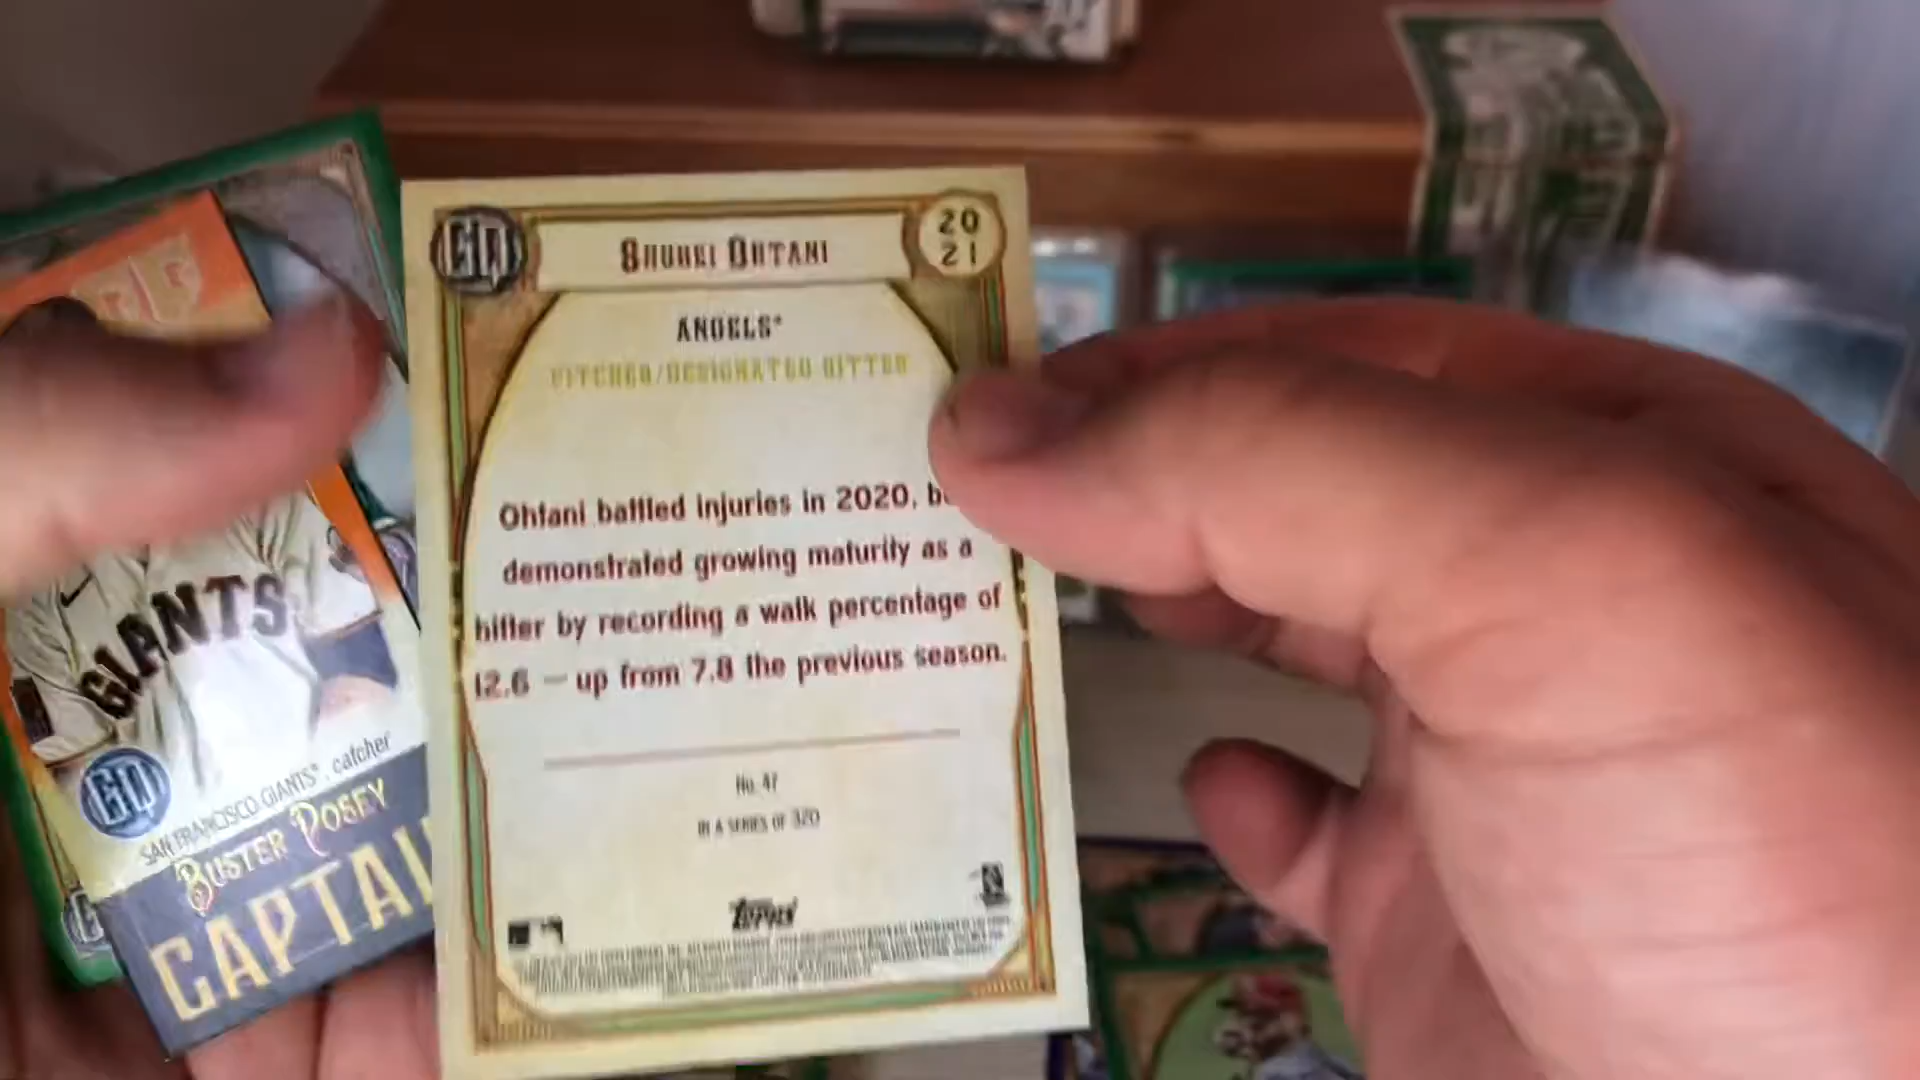 GQ
SHOHEI OHTANI
20
21
ANGELS*
PITCHER/DESIGNATED HITTER
Ohtani battled injuries in 2020,
demonstrated growing maturity as a
hitter by recording a walk percentage of
12.6 — up from 7.8 the previous season.
No. 47
IN A SERIES OF 320
Topps
GIANTS
GQ
SAN FRANCISCO GIANTS®, catcher
BUSTER POSEY
CAPTAI